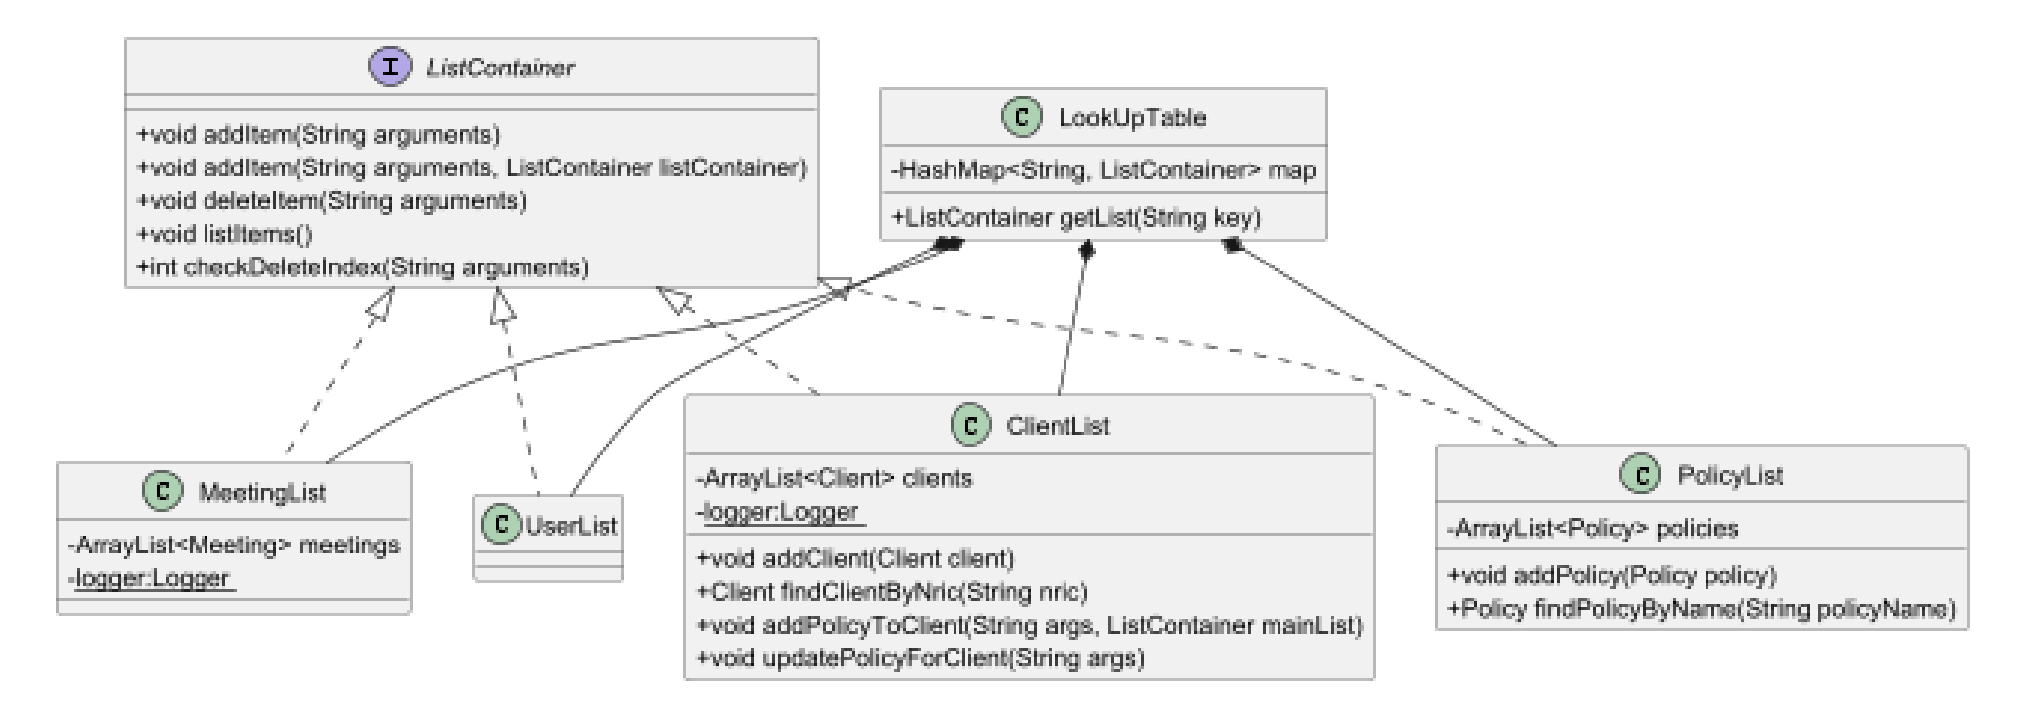 I ListContainer
+void addItem(String arguments)
+void addItem(String arguments, ListContainer listContainer)
+void deleteItem(String arguments)
+void listItems()
+int checkDeleteIndex(String arguments)
C LookUpTable
-HashMap<String, ListContainer> map
+ListContainer getList(String key)
C MeetingList
-ArrayList<Meeting> meetings
-logger:Logger
C UserList
C ClientList
-ArrayList<Client> clients
-logger:Logger
+void addClient(Client client)
+Client findClientByNric(String nric)
+void addPolicyToClient(String args, ListContainer mainList)
+void updatePolicyForClient(String args)
C PolicyList
-ArrayList<Policy> policies
+void addPolicy(Policy policy)
+Policy findPolicyByName(String policyName)